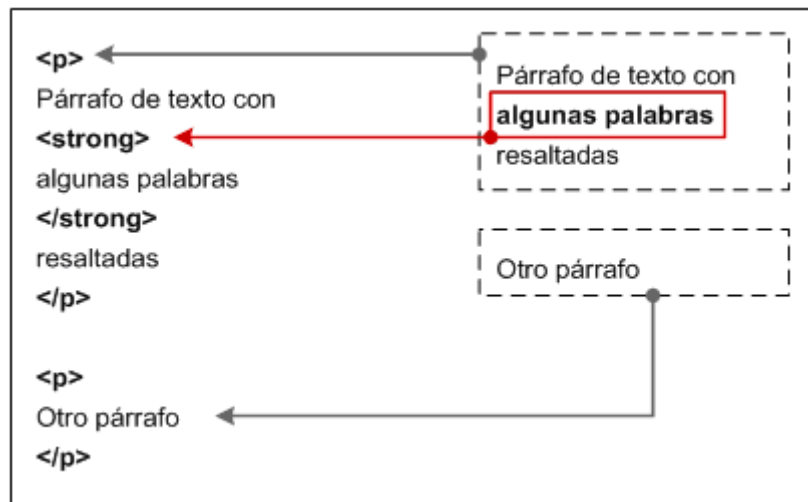 <p>
Párrafo de texto con
<strong>
algunas palabras
</strong>
resaltadas
</p>
<p>
Otro párrafo
</p>
Párrafo de texto con
algunas palabras
resaltadas
Otro párrafo